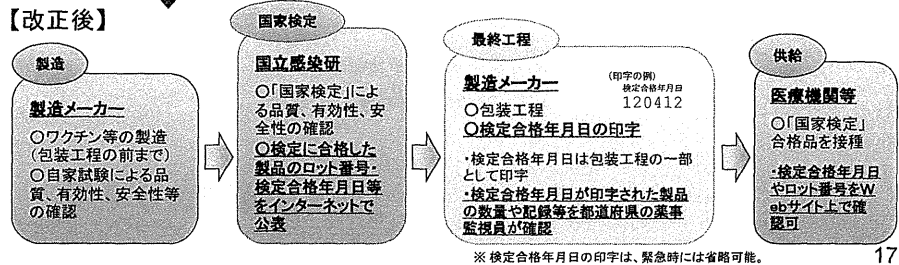 【改正後】
製造
製造メーカー
〇ワクチン等の製造
(包装工程の前まで)
〇自家試験による品
質、有効性、安全性等
の確認
国家検定
国立感染研
〇「国家検定」によ
る品質、有効性、安
全性の確認
〇検定に合格した
製品のロット番号・
検定合格年月日等
をインターネットで
公表
最終工程
製造メーカー
(印字の例)
検定合格年月日
120412
〇包装工程
〇検定合格年月日の印字
・検定合格年月日は包装工程の一部
として印字
・検定合格年月日が印字された製品
の数量や記録等を都道府県の薬事
監視員が確認
供給
医療機関等
〇「国家検定」
合格品を接種
・検定合格年月日
やロット番号をW
ebサイト上で確
認可
※ 検定合格年月日の印字は、緊急時には省略可能。
17